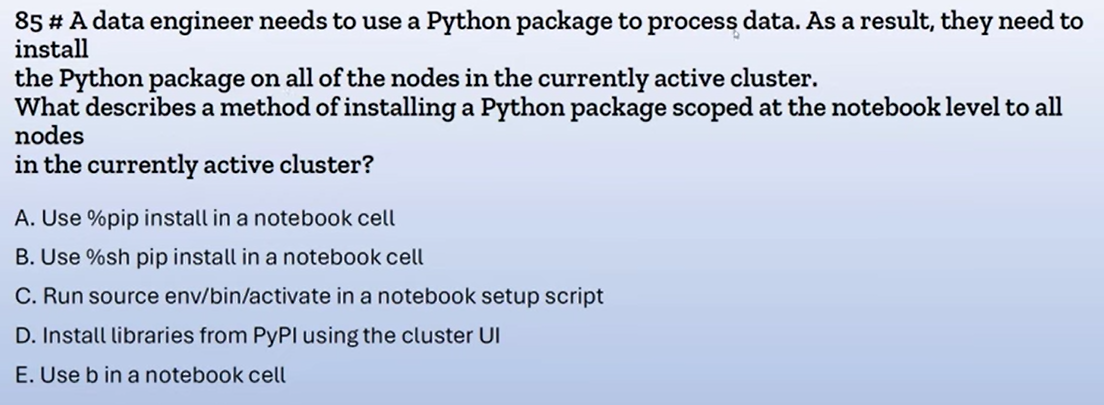 85 # A data engineer needs to use a Python package to process data. As a result, they need to
install
the Python package on all of the nodes in the currently active cluster.
What describes a method of installing a Python package scoped at the notebook level to all
nodes
in the currently active cluster?
A. Use %pip install in a notebook cell
B. Use %sh pip install in a notebook cell
C. Run source env/bin/activate in a notebook setup script
D. Install libraries from PyPI using the cluster UI
E. Use b in a notebook cell